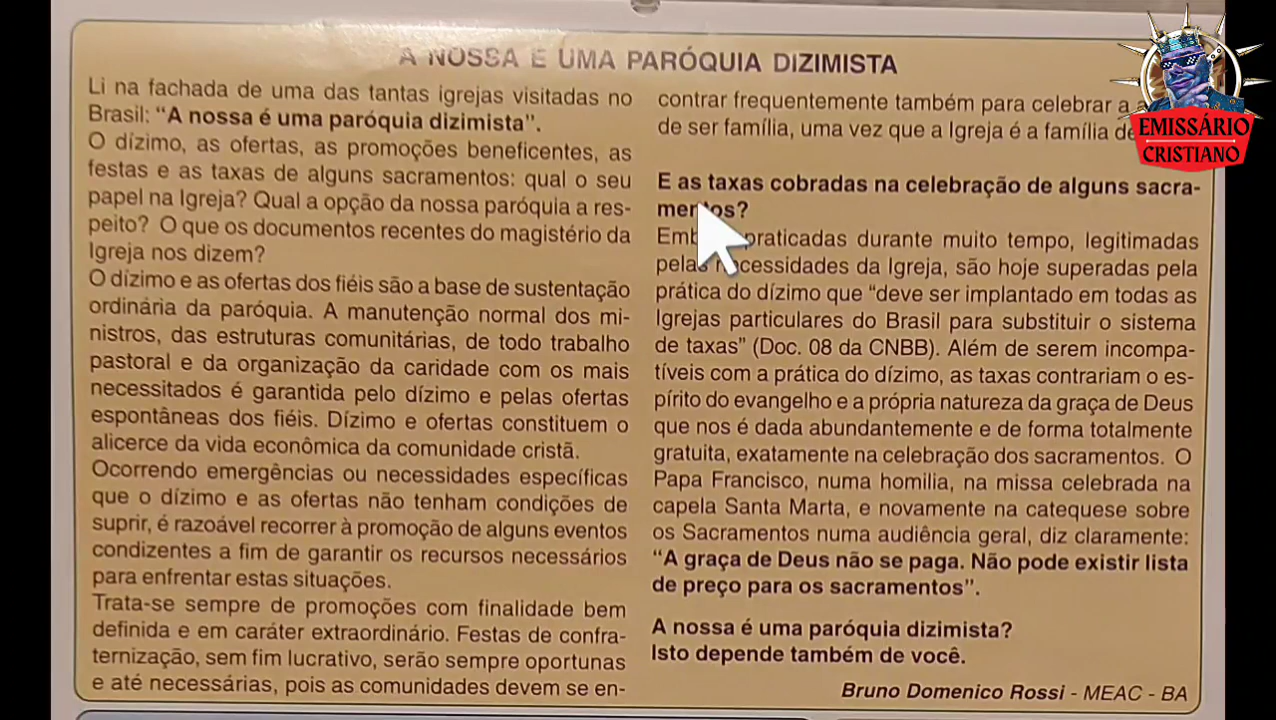 A NOSSA É UMA PARÓQUIA DIZIMISTA
Li na fachada de uma das tantas igrejas visitadas no
Brasil: “A nossa é uma paróquia dizimista”.
O dízimo, as ofertas, as promoções beneficentes, as
festas e as taxas de alguns sacramentos: qual o seu
papel na Igreja? Qual a opção da nossa paróquia a res-
peito? O que os documentos recentes do magistério da
Igreja nos dizem?
O dízimo e as ofertas dos fiéis são a base de sustentação
ordinária da paróquia. A manutenção normal dos mi-
nistros, das estruturas comunitárias, de todo trabalho
pastoral e da organização da caridade com os mais
necessitados é garantida pelo dízimo e pelas ofertas
espontâneas dos fiéis. Dízimo e ofertas constituem o
alicerce da vida econômica da comunidade cristã.
Ocorrendo emergências ou necessidades específicas
que o dízimo e as ofertas não tenham condições de
suprir, é razoável recorrer à promoção de alguns eventos
condizentes a fim de garantir os recursos necessários
para enfrentar estas situações.
Trata-se sempre de promoções com finalidade bem
definida e em caráter extraordinário. Festas de confra-
ternização, sem fim lucrativo, serão sempre oportunas
e até necessárias, pois as comunidades devem se en-
contrar frequentemente também para celebrar a
de ser família, uma vez que a Igreja é a família
E as taxas cobradas na celebração de alguns sacra-
mentos?
praticadas durante muito tempo, legitimadas
pelas necessidades da Igreja, são hoje superadas pela
prática do dízimo que “deve ser implantado em todas as
Igrejas particulares do Brasil para substituir o sistema
de taxas” (Doc. 08 da CNBB). Além de serem incompa-
tíveis com a prática do dízimo, as taxas contrariam o es-
pírito do evangelho e a própria natureza da graça de Deus
que nos é dada abundantemente e de forma totalmente
gratuita, exatamente na celebração dos sacramentos. O
Papa Francisco, numa homilia, na missa celebrada na
capela Santa Marta, e novamente na catequese sobre
os Sacramentos numa audiência geral, diz claramente:
“A graça de Deus não se paga. Não pode existir lista
de preço para os sacramentos”.
A nossa é uma paróquia dizimista?
Isto depende também de você.
Bruno Domenico Rossi - MEAC - BA
EMISSÁRIO
CRISTIANO